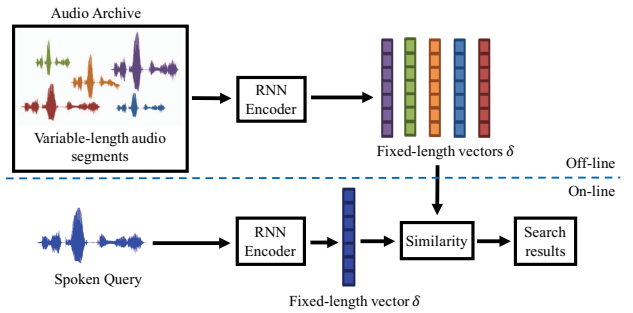 Audio Archive
Variable-length audio
segments
RNN
Encoder
Fixed-length vectors δ
Off-line
On-line
Spoken Query
RNN
Encoder
Fixed-length vector δ
Similarity
Search
results